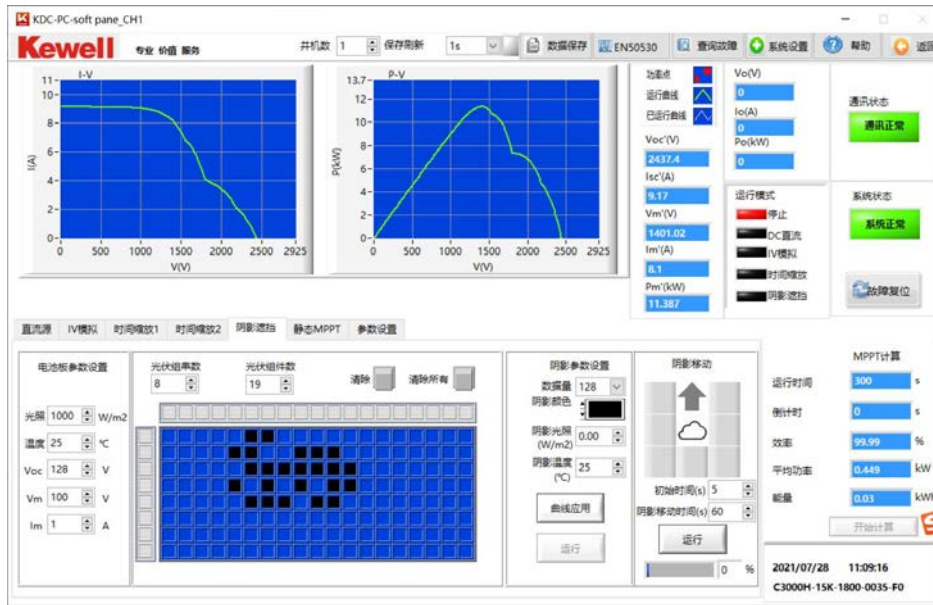 KDC-PC-soft pane_CH1
Kewell 专业 价值 服务 并机数 1 保存刷新 1s 数据保存 EN50530 查询故障 系统设置 帮助 返回
I-V
I(A)
11
10
8
6
4
2
0
0 500 1000 1500 2000 2500 2925
V(V)
P-V
P(kW)
13.7
12
10
8
6
4
2
0
0 500 1000 1500 2000 2500 2925
V(V)
功率点
运行曲线
已运行曲线
Voc'(V)
2437.4
Isc'(A)
9.17
Vm'(V)
1401.02
Im'(A)
8.1
Pm'(kW)
11.387
Vo(V)
0
Io(A)
0
Po(kW)
0
运行模式
停止
DC直流
IV模拟
时间缩放
阴影遮挡
通讯状态
通讯正常
系统状态
系统正常
故障复位
直流源 IV模拟 时间缩放1 时间缩放2 阴影遮挡 静态MPPT 参数设置
电池板参数设置
光照 1000 W/m2
温度 25 ℃
Voc 128 V
Vm 100 V
Im 1 A
光伏组串数
8
光伏组件数
19
清除
清除所有
阴影参数设置
数据量 128
阴影颜色
阴影光照
(W/m2) 0.00
阴影温度
(℃) 25
曲线应用
运行
阴影移动
初始时间(s) 5
阴影移动时间(s) 60
运行
0 %
MPPT计算
运行时间 300 s
倒计时 0 s
效率 99.99 %
平均功率 0.449 kW
能量 0.03 kWh
开始计算
2021/07/28 11:09:16
C3000H-15K-1800-0035-F0